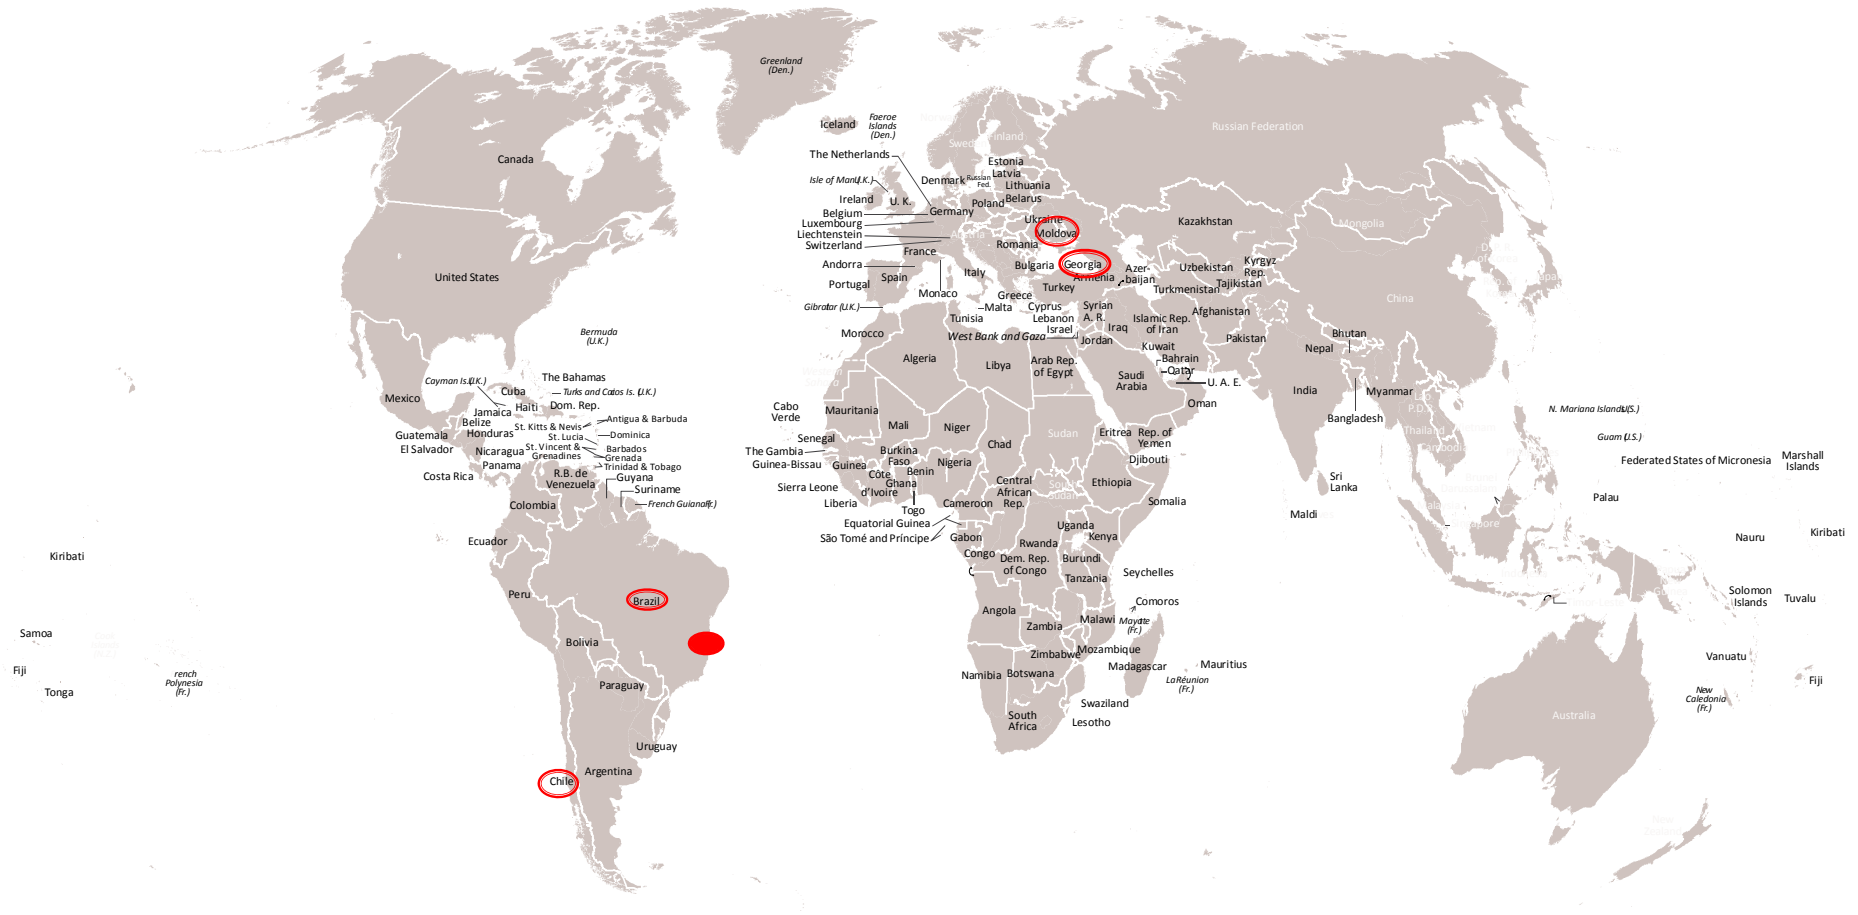 Greenland
(Den.)
Iceland
Faeroe
Islands
(Den.)
Russian Federation
Finland
Canada
The Netherlands
Estonia
Latvia
Lithuania
Isle of Man(U.K.)
Denmark
Russian
Fed.
Ireland
U. K.
Poland
Belarus
Belgium
Germany
Luxembourg
Ukraine
Kazakhstan
Mongolia
Liechtenstein
Austria
Moldova
Switzerland
France
Romania
Andorra
Italy
Bulgaria
Georgia
Azer-
baijan
Uzbekistan
Kyrgyz
Rep.
United States
Spain
Armenia
Portugal
Turkey
Turkmenistan
Tajikistan
Monaco
Greece
China
Gibraltar (U.K.)
Malta
Cyprus
Syrian
A. R.
Tunisia
Lebanon
Israel
Islamic Rep.
of Iran
Afghanistan
Bermuda
(U.K.)
Morocco
West Bank and Gaza
Jordan
Iraq
Pakistan
Bhutan
Kuwait
Nepal
Algeria
Libya
Arab Rep.
of Egypt
Bahrain
Qatar
Saudi
Arabia
U. A. E.
Cayman Is.(U.K.)
The Bahamas
Turks and Caicos Is. (U.K.)
Mexico
Cuba
India
Myanmar
Lao
P.D.R.
Oman
Jamaica
Haiti
Dom. Rep.
Cabo
Verde
Mauritania
Bangladesh
N. Mariana Islands(U.S.)
Belize
St. Kitts & Nevis
Antigua & Barbuda
Mali
Niger
Guatemala
Honduras
St. Lucia
Dominica
Senegal
Chad
Sudan
Eritrea
Rep. of
Yemen
Thailand
Guam (U.S.)
El Salvador
Nicaragua
St. Vincent &
Grenadines
Barbados
Grenada
The Gambia
Burkina
Faso
Djibouti
Cambodia
Federated States of Micronesia
Marshall
Islands
Panama
Trinidad & Tobago
Guinea-Bissau
Guinea
Benin
Nigeria
Costa Rica
R.B. de
Venezuela
Guyana
Suriname
Côte
d'Ivoire
Ghana
Central
African
Rep.
South
Sudan
Ethiopia
Sri
Lanka
Sierra Leone
Colombia
French Guiana(Fr.)
Liberia
Togo
Cameroon
Somalia
Palau
Maldi
Equatorial Guinea
Uganda
Ecuador
São Tomé and Príncipe
Gabon
Rwanda
Kenya
Nauru
Kiribati
Kiribati
Congo
Dem. Rep.
of Congo
Burundi
Tanzania
Seychelles
Peru
Brazil
Angola
Comoros
Solomon
Islands
Tuvalu
Malawi
Mayotte
(Fr.)
Samoa
Zambia
Bolivia
Zimbabwe
Mozambique
Vanuatu
Fiji
Madagascar
Mauritius
Namibia
Botswana
La Réunion
(Fr.)
Fiji
rench
Polynesia
(Fr.)
Tonga
Paraguay
New
Caledonia
(Fr.)
Swaziland
South
Africa
Lesotho
Australia
Uruguay
Argentina
Chile
New
Zealand